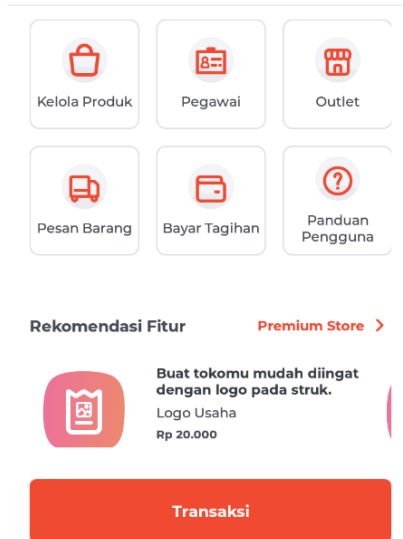 Kelola Produk
Pegawai
Outlet
Pesan Barang
Bayar Tagihan
Panduan
Pengguna
Rekomendasi Fitur
Premium Store
Buat tokomu mudah diingat
dengan logo pada struk.
Logo Usaha
Rp 20.000
Transaksi